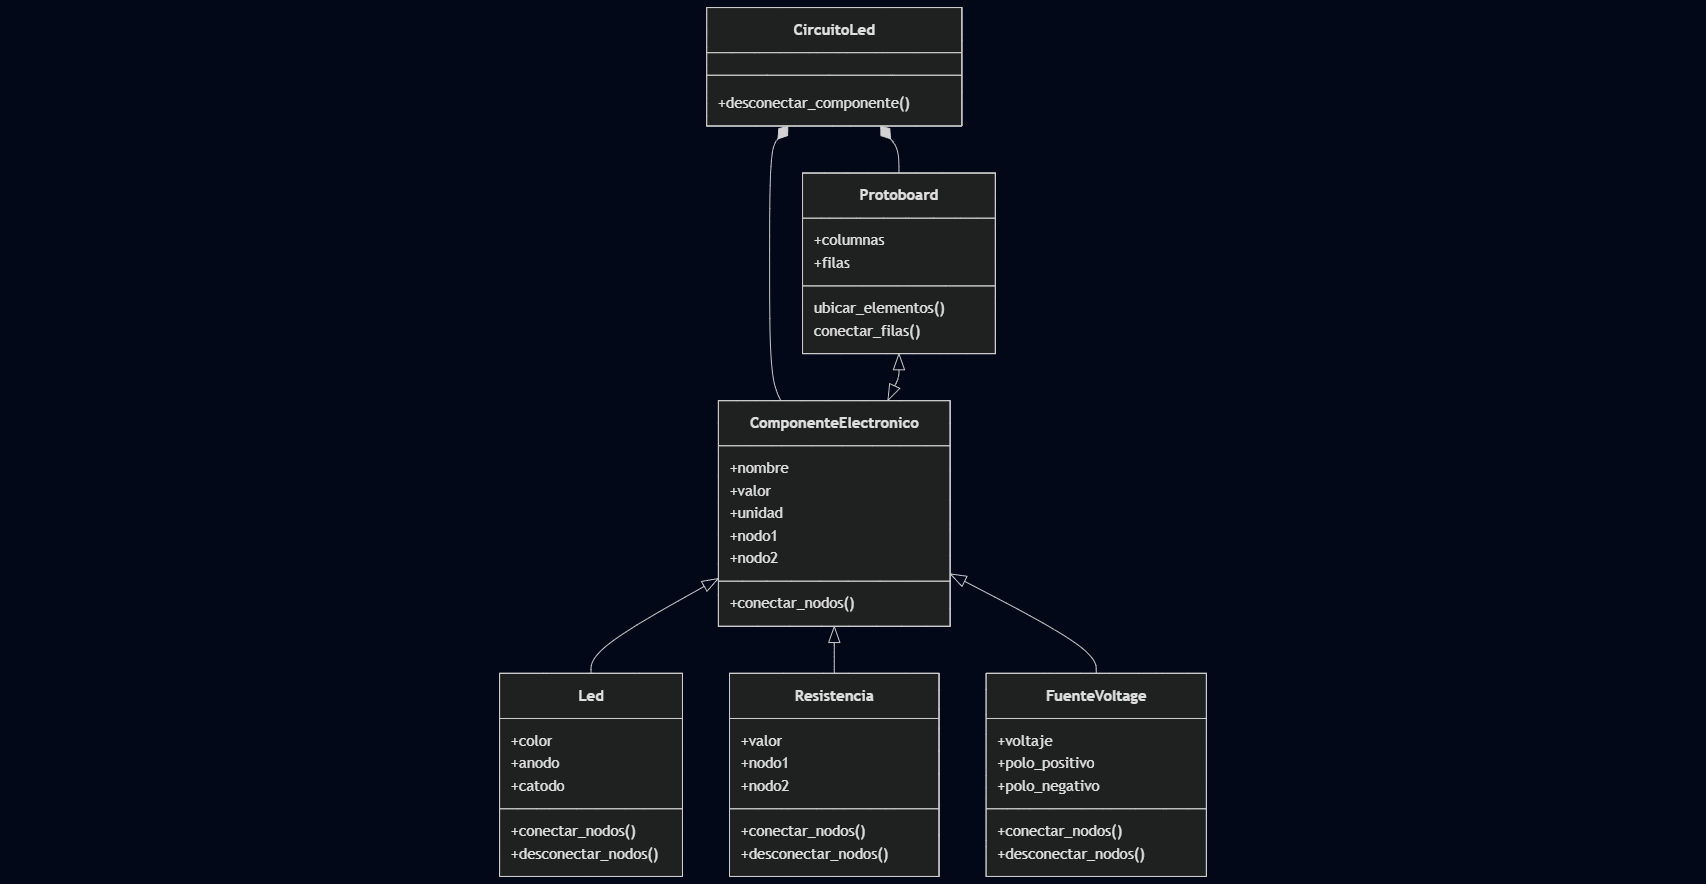 CircuitoLed
+desconectar_componente()
Protoboard
+columnas
+filas
ubicar_elementos()
conectar_filas()
ComponenteElectronico
+nombre
+valor
+unidad
+nodo1
+nodo2
+conectar_nodos()
Led
+color
+anodo
+catodo
+conectar_nodos()
+desconectar_nodos()
Resistencia
+valor
+nodo1
+nodo2
+conectar_nodos()
+desconectar_nodos()
FuenteVoltage
+voltaje
+polo_positivo
+polo_negativo
+conectar_nodos()
+desconectar_nodos()